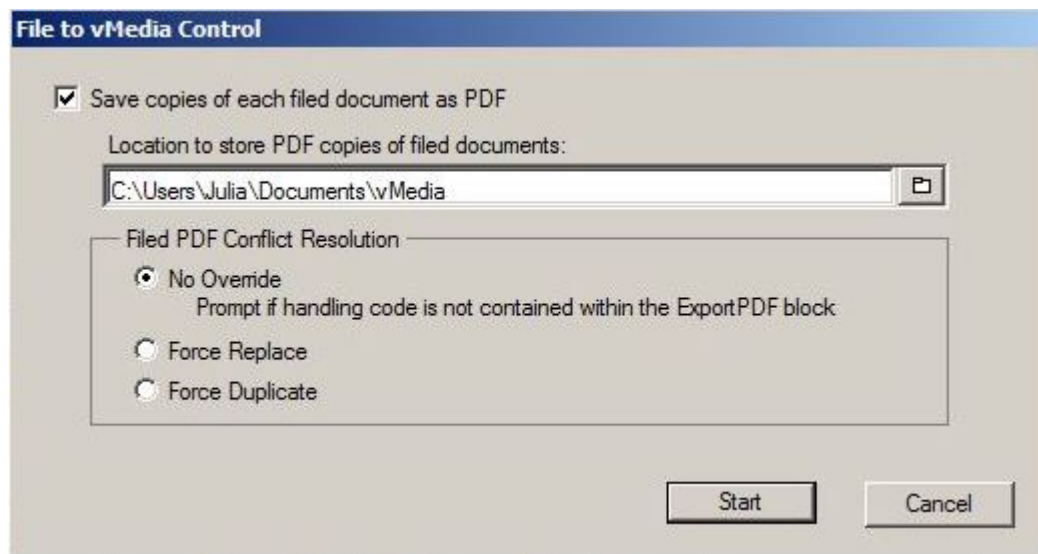 File to vMedia Control
Save copies of each filed document as PDF
Location to store PDF copies of filed documents:
C:\Users\Julia\Documents\vMedia
Filed PDF Conflict Resolution
No Override
Prompt if handling code is not contained within the ExportPDF block
Force Replace
Force Duplicate
Start
Cancel